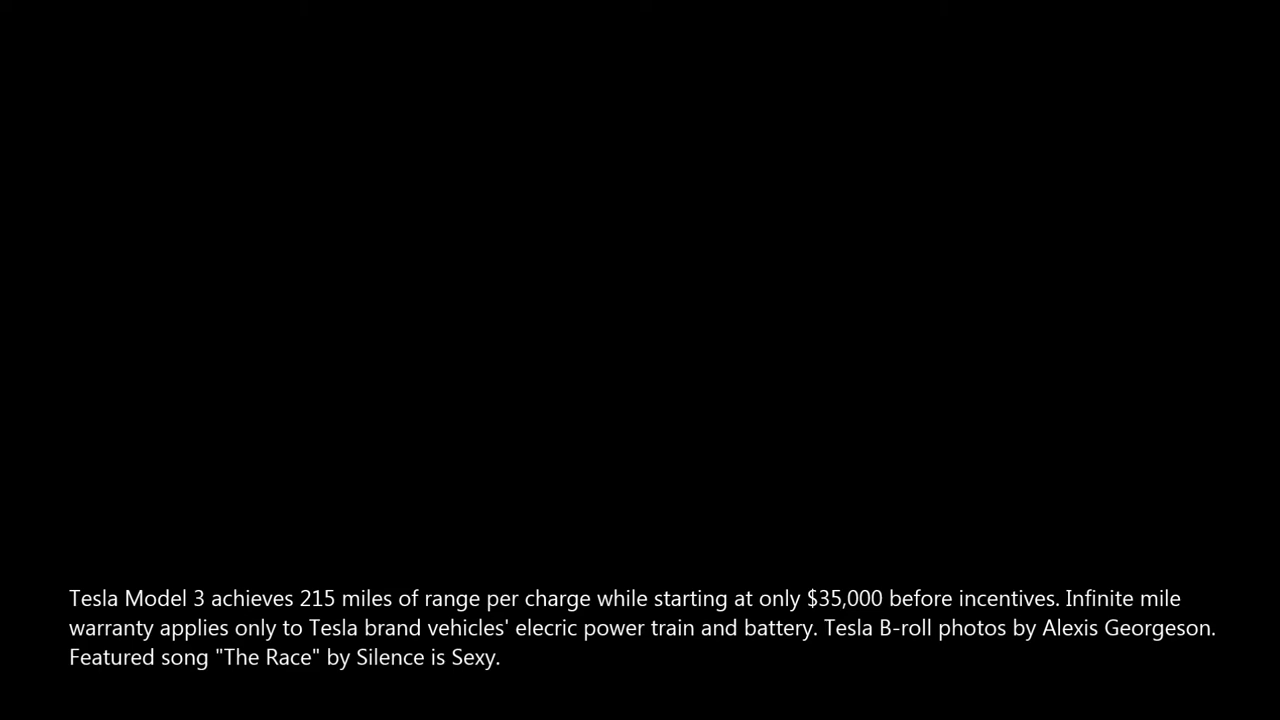 Tesla Model 3 achieves 215 miles of range per charge while starting at only $35,000 before incentives. Infinite mile
warranty applies only to Tesla brand vehicles' elecric power train and battery. Tesla B-roll photos by Alexis Georgeson.
Featured song "The Race" by Silence is Sexy.